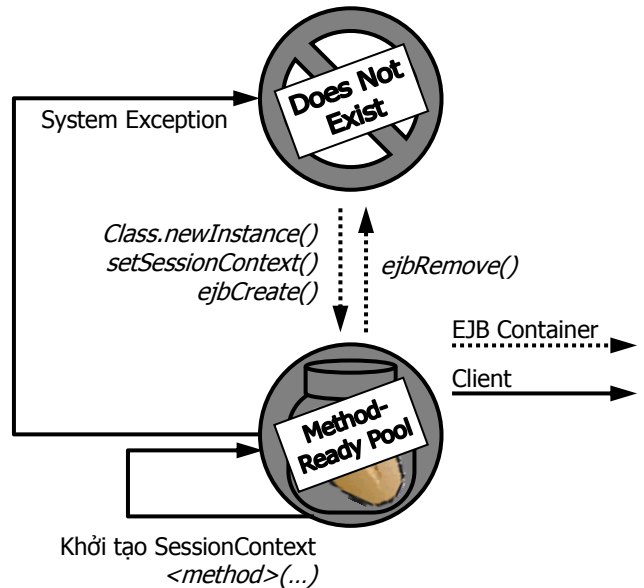 Does Not
Exist
System Exception
Class.newInstance()
setSessionContext()
ejbCreate()
ejbRemove()
EJB Container
Client
Method-
Ready Pool
Khởi tạo SessionContext
<method>(...)